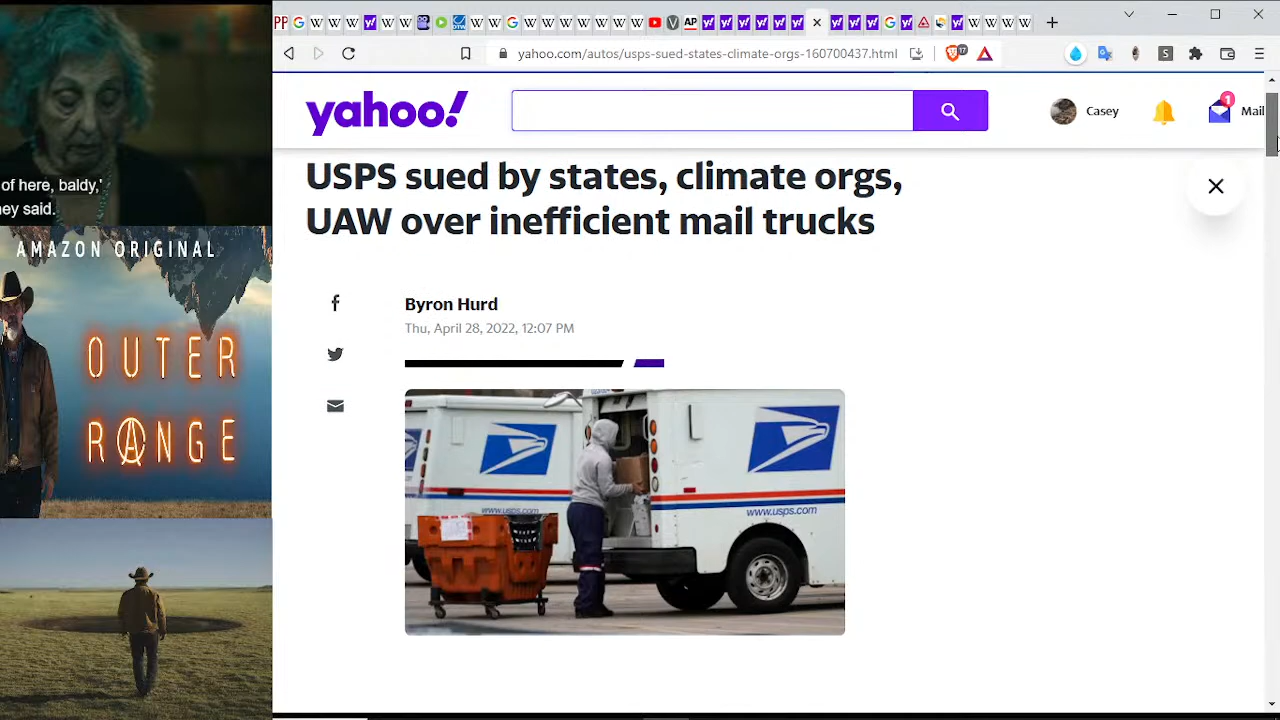 of here, baldy,'
ey said.
AMAZON ORIGINAL
OUTER
RANGE
yahoo.com/autos/usps-sued-states-climate-orgs-160700437.html
17
yahoo!
Casey
1
Mail
USPS sued by states, climate orgs,
UAW over inefficient mail trucks
Byron Hurd
Thu, April 28, 2022, 12:07 PM
www.usps.com
www.usps.com